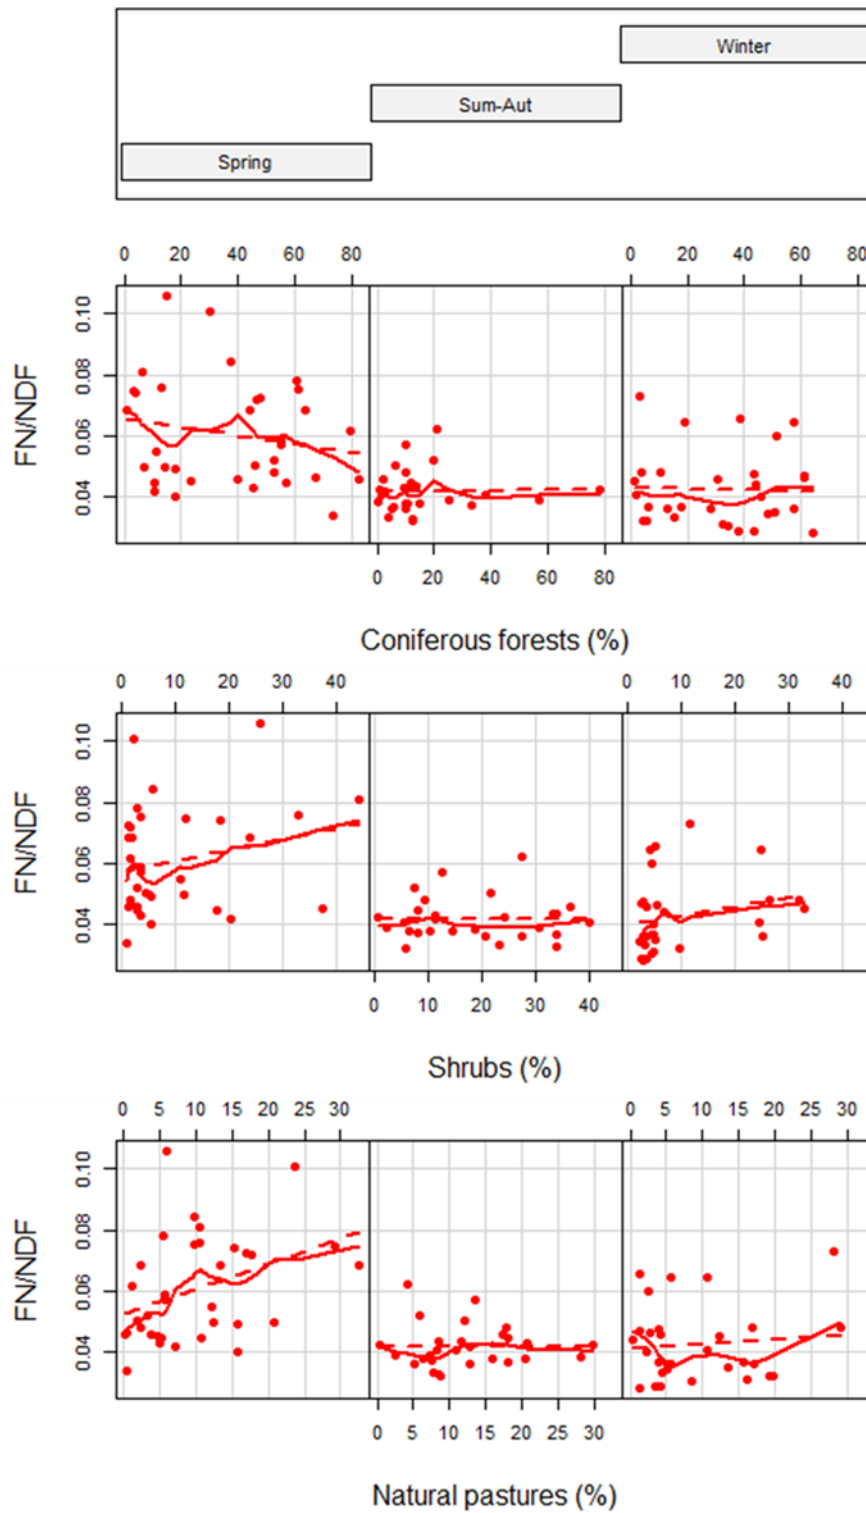 Winter
Sum-Aut
Spring
0 20 40 60 80 0 20 40 60 80
FN/NDF
0.04 0.06 0.08 0.10
0 20 40 60 80
Coniferous forests (%)
0 10 20 30 40 0 10 20 30 40
FN/NDF
0.04 0.06 0.08 0.10
0 10 20 30 40
Shrubs (%)
0 5 10 15 20 25 30 0 5 10 15 20 25 30
FN/NDF
0.04 0.06 0.08 0.10
0 5 10 15 20 25 30
Natural pastures (%)